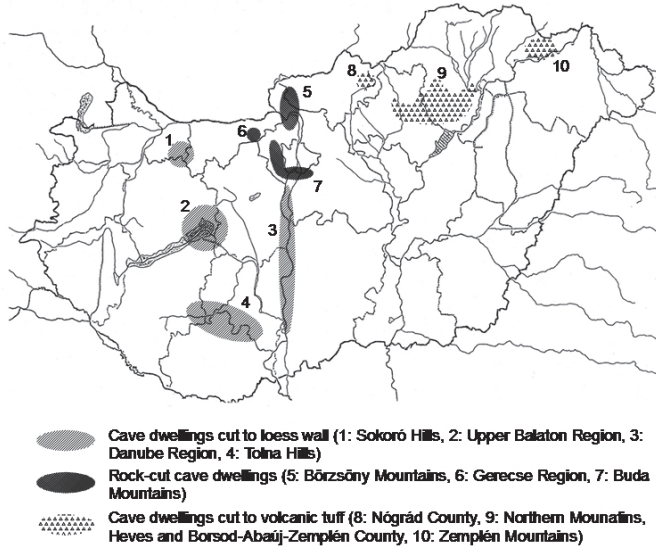 8
9
10
5
6
1
7
2
3
4
Cave dwellings cut to loess wall (1: Sokoró Hills, 2: Upper Balaton Region, 3:
Danube Region, 4: Tolna Hills)
Rock-cut cave dwellings (5: Börzsöny Mountains, 6: Gerecse Region, 7: Buda
Mountains)
Cave dwellings cut to volcanic tuff (8: Nógrád County, 9: Northern Mounatins,
Heves and Borsod-Abaúj-Zemplén County, 10: Zemplén Mountains)